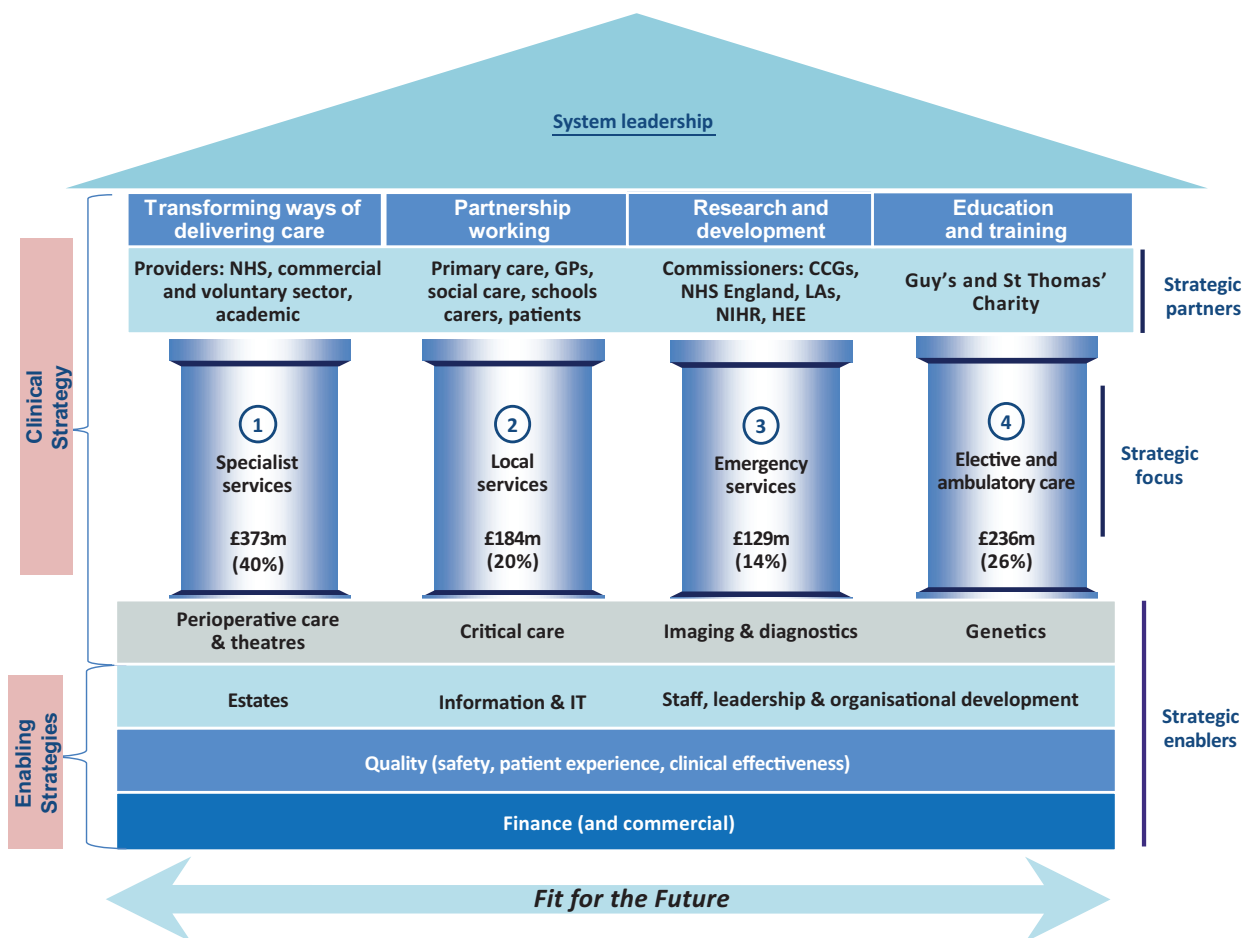 System leadership
Transforming ways of
delivering care
Partnership
working
Research and
development
Education
and training
Providers: NHS, commercial
and voluntary sector,
academic
Primary care, GPs,
social care, schools
carers, patients
Commissioners: CCGs,
NHS England, LAs,
NIHR, HEE
Guy's and St Thomas'
Charity
Strategic
partners
Clinical
Strategy
1
Specialist
services
£373m
(40%)
2
Local
services
£184m
(20%)
3
Emergency
services
£129m
(14%)
4
Elective and
ambulatory care
£236m
(26%)
Strategic
focus
Perioperative care
& theatres
Critical care
Imaging & diagnostics
Genetics
Enabling
Strategies
Estates
Information & IT
Staff, leadership & organisational development
Strategic
enablers
Quality (safety, patient experience, clinical effectiveness)
Finance (and commercial)
Fit for the Future